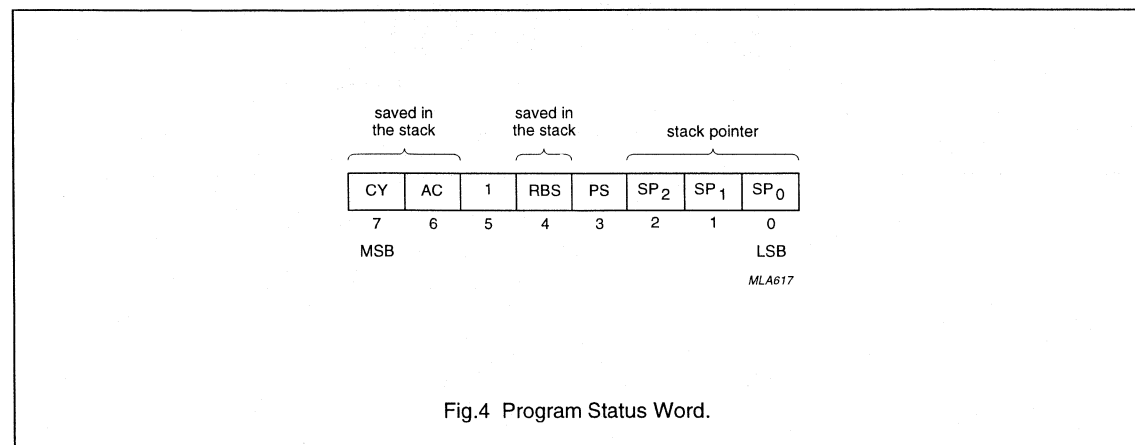 saved in
the stack
saved in
the stack
stack pointer
CY AC 1 RBS PS SP2 SP1 SP0
7 6 5 4 3 2 1 0
MSB LSB
MLA617
Fig.4 Program Status Word.